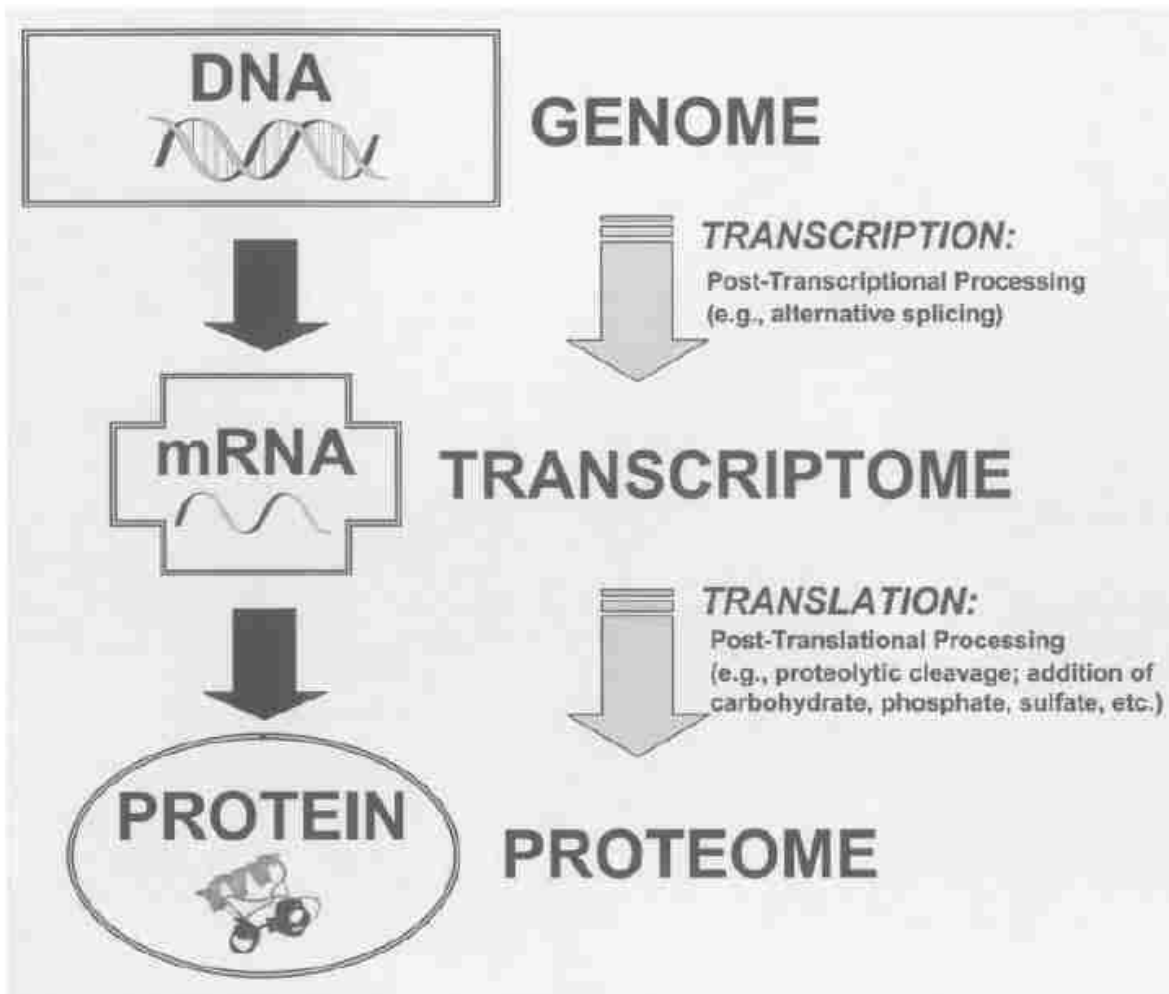 DNA
GENOME
TRANSCRIPTION:
Post-Transcriptional Processing
(e.g., alternative splicing)
mRNA
TRANSCRIPTOME
TRANSLATION:
Post-Translational Processing
(e.g., proteolytic cleavage; addition of
carbohydrate, phosphate, sulfate, etc.)
PROTEIN
PROTEOME